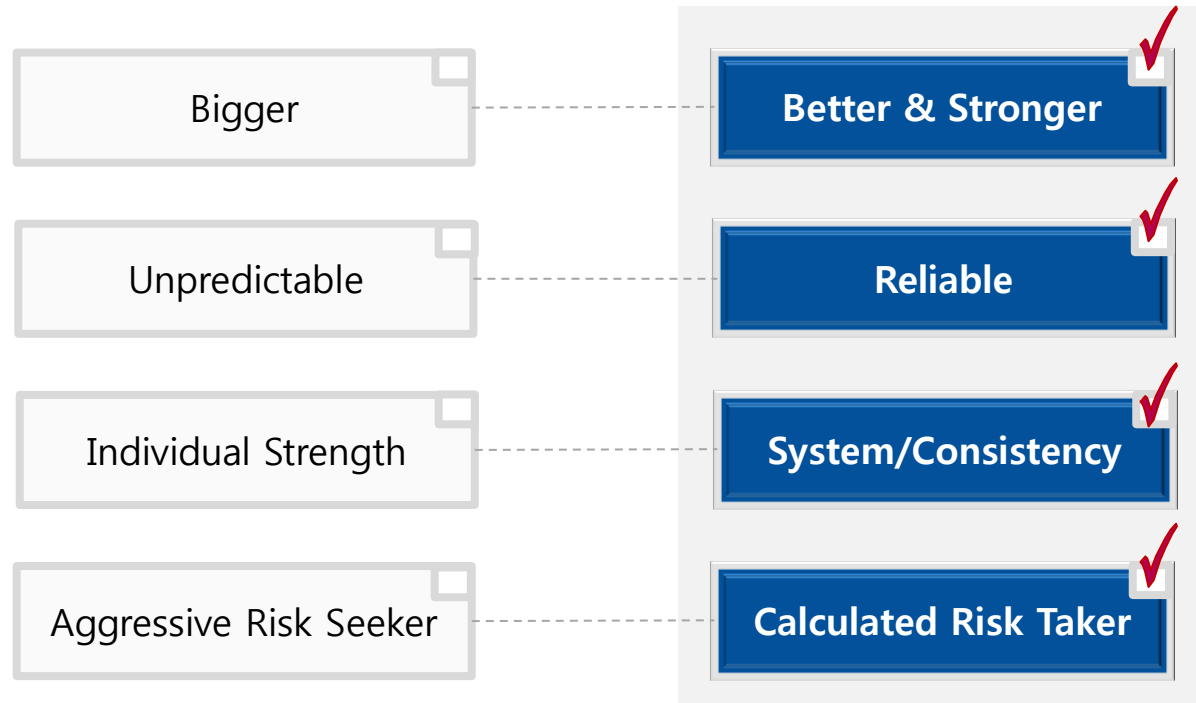 Bigger
Better & Stronger
Unpredictable
Reliable
Individual Strength
System/Consistency
Aggressive Risk Seeker
Calculated Risk Taker